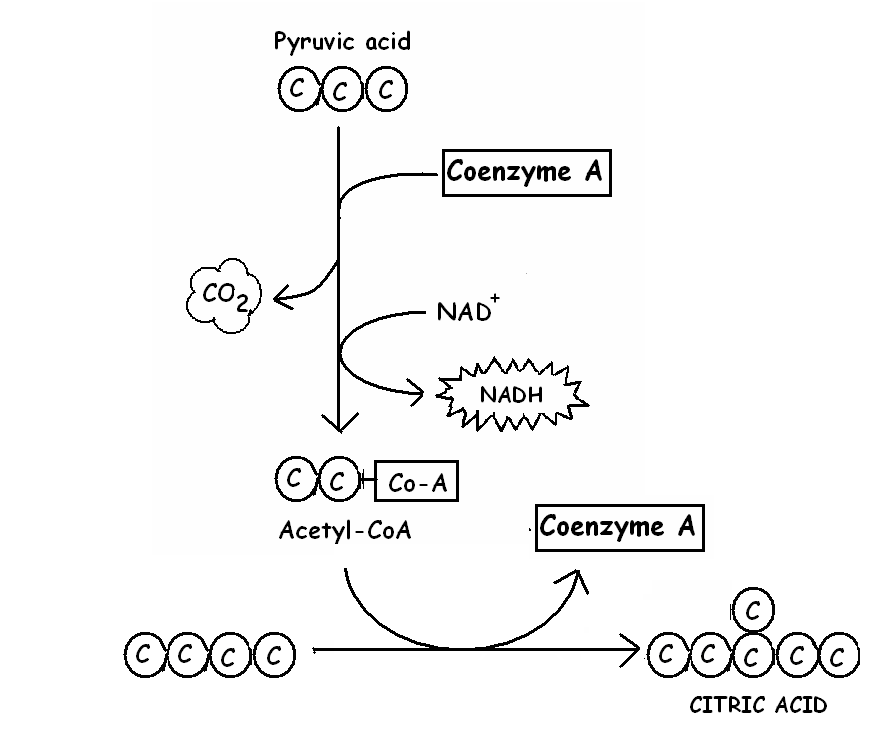 Pyruvic acid
C C C
Coenzyme A
CO2
NAD+
NADH
C C Co-A
Acetyl-CoA
Coenzyme A
C
C C C C
C C C C C
CITRIC ACID